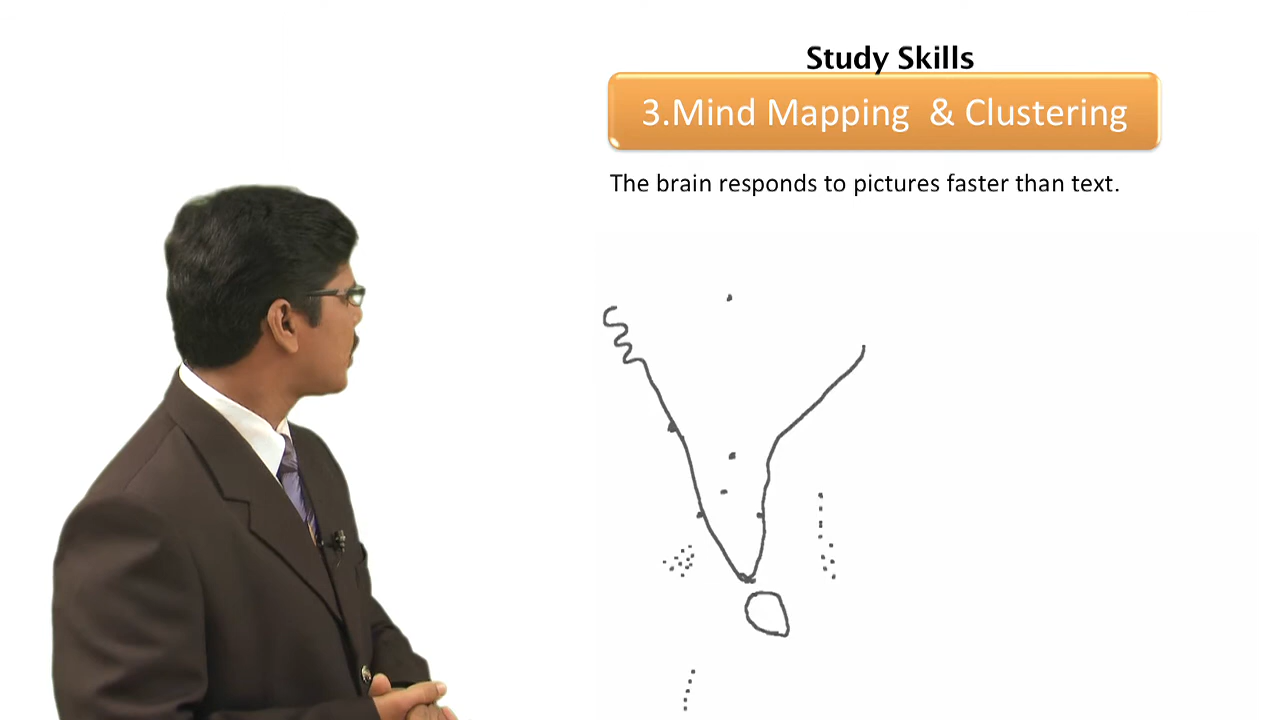 Study Skills
3.Mind Mapping & Clustering
The brain responds to pictures faster than text.